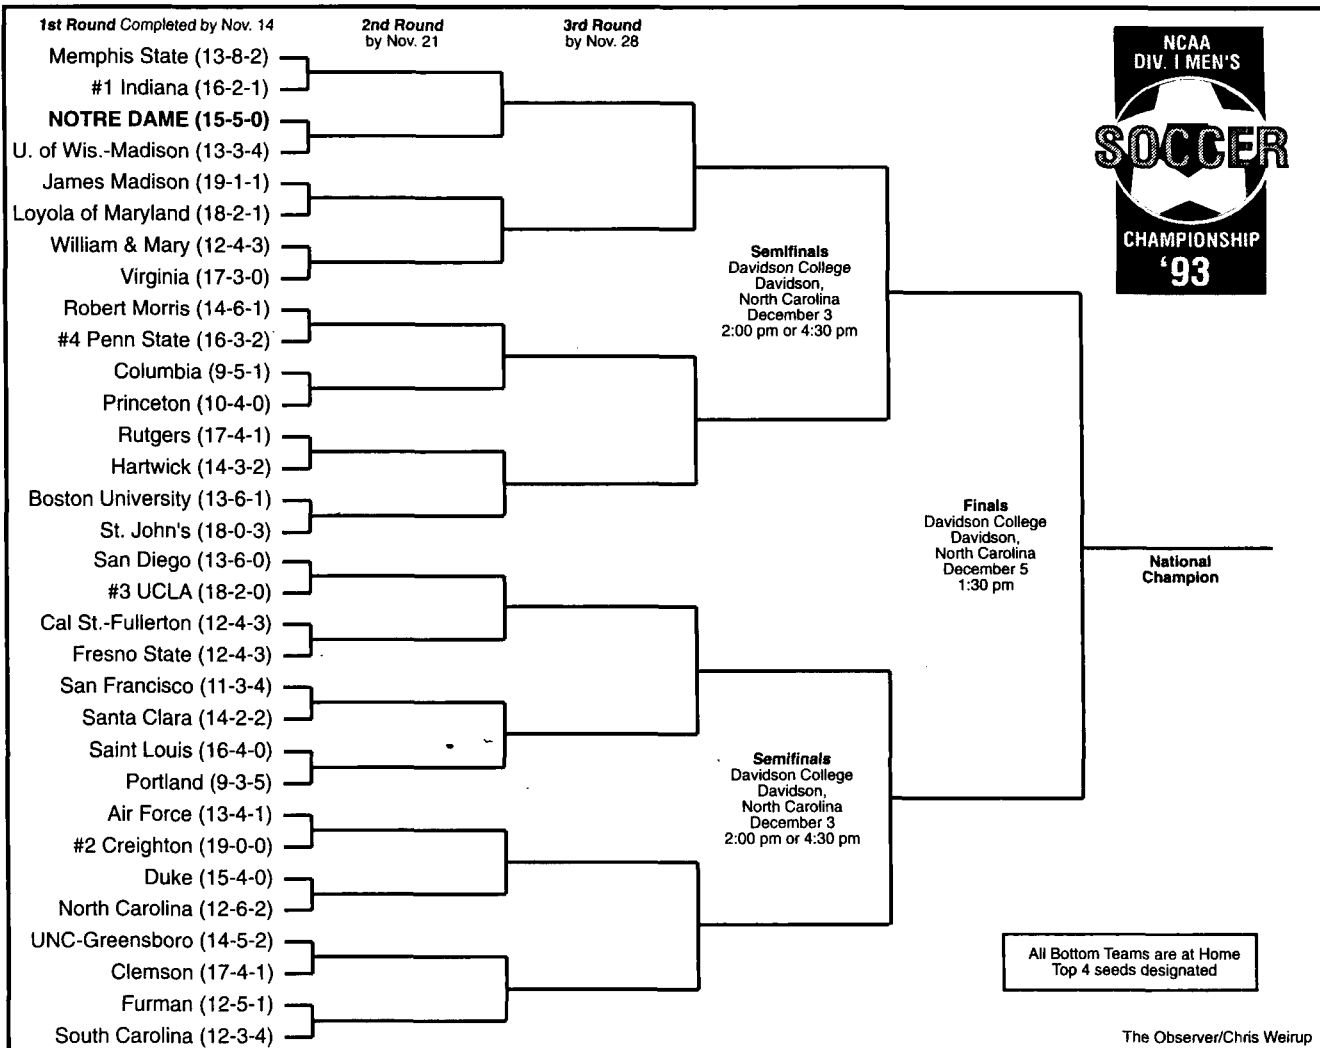 1st Round Completed by Nov. 14
2nd Round
by Nov. 21
3rd Round
by Nov. 28
Memphis State (13-8-2)
#1 Indiana (16-2-1)
NOTRE DAME (15-5-0)
U. of Wis.-Madison (13-3-4)
James Madison (19-1-1)
Loyola of Maryland (18-2-1)
William & Mary (12-4-3)
Virginia (17-3-0)
Robert Morris (14-6-1)
#4 Penn State (16-3-2)
Columbia (9-5-1)
Princeton (10-4-0)
Rutgers (17-4-1)
Hartwick (14-3-2)
Boston University (13-6-1)
St. John's (18-0-3)
San Diego (13-6-0)
#3 UCLA (18-2-0)
Cal St.-Fullerton (12-4-3)
Fresno State (12-4-3)
San Francisco (11-3-4)
Santa Clara (14-2-2)
Saint Louis (16-4-0)
Portland (9-3-5)
Air Force (13-4-1)
#2 Creighton (19-0-0)
Duke (15-4-0)
North Carolina (12-6-2)
UNC-Greensboro (14-5-2)
Clemson (17-4-1)
Furman (12-5-1)
South Carolina (12-3-4)
Semifinals
Davidson College
Davidson,
North Carolina
December 3
2:00 pm or 4:30 pm
Semifinals
Davidson College
Davidson,
North Carolina
December 3
2:00 pm or 4:30 pm
Finals
Davidson College
Davidson,
North Carolina
December 5
1:30 pm
National
Champion
NCAA
DIV. I MEN'S
SOCCER
CHAMPIONSHIP
'93
All Bottom Teams are at Home
Top 4 seeds designated
The Observer/Chris Weirup